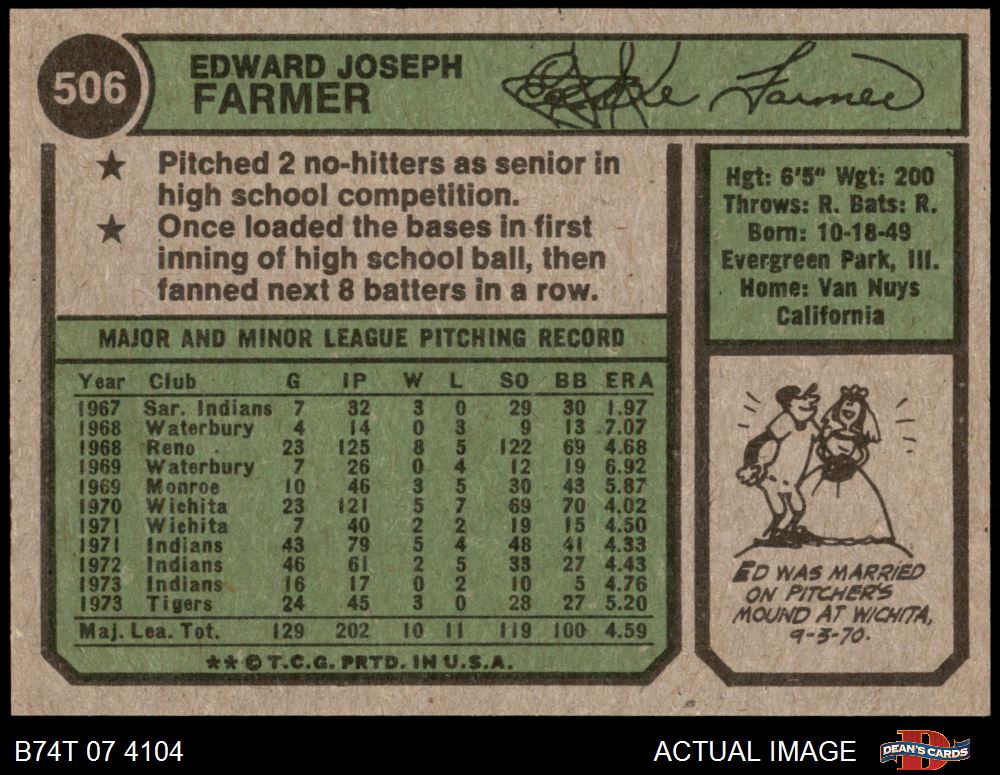 506
EDWARD JOSEPH
FARMER
Farmer
★ Pitched 2 no-hitters as senior in
high school competition.
★ Once loaded the bases in first
inning of high school ball, then
fanned next 8 batters in a row.
Hgt: 6'5" Wgt: 200
Throws: R. Bats: R.
Born: 10-18-49
Evergreen Park, Ill.
Home: Van Nuys
California
MAJOR AND MINOR LEAGUE PITCHING RECORD
Year Club G IP W L SO BB ERA
1967 Sar. Indians 7 32 3 0 29 30 1.97
1968 Waterbury 4 14 0 3 9 13 7.07
1968 Reno 23 125 8 5 122 69 4.68
1969 Waterbury 7 26 0 4 12 19 6.92
1969 Monroe 10 46 3 5 30 43 5.87
1970 Wichita 23 121 5 7 69 70 4.02
1971 Wichita 7 40 2 2 19 15 4.50
1971 Indians 43 79 5 4 48 41 4.33
1972 Indians 46 61 2 5 33 27 4.43
1973 Indians 16 17 0 2 10 5 4.76
1973 Tigers 24 45 3 0 28 27 5.20
Maj. Lea. Tot. 129 202 10 11 119 100 4.59
** © T.C.G. PRTD. IN U.S.A.
ED WAS MARRIED
ON PITCHER'S
MOUND AT WICHITA,
9-3-70.
B74T 07 4104
ACTUAL IMAGE
DEAN'S CARDS